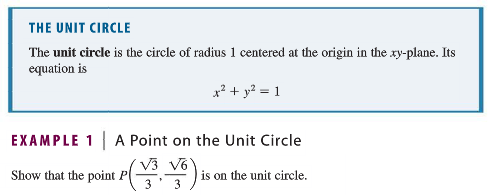 THE UNIT CIRCLE
The unit circle is the circle of radius 1 centered at the origin in the xy-plane. Its
equation is
x² + y² = 1
EXAMPLE 1 | A Point on the Unit Circle
Show that the point P(√3/3, √6/3) is on the unit circle.